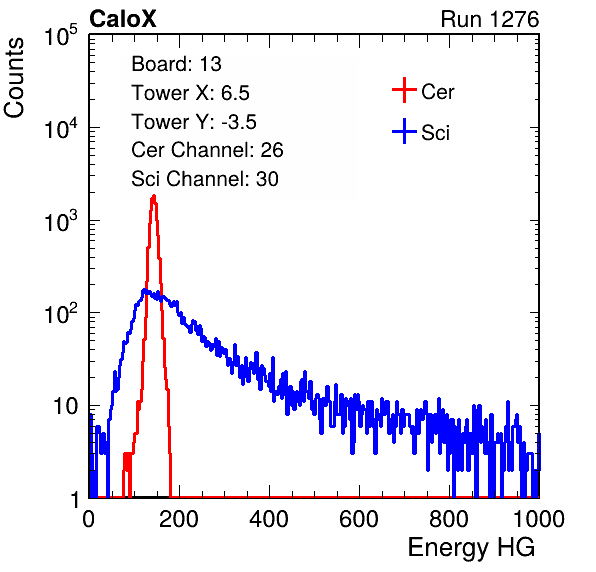 CaloX Run 1276
Counts
10^5
10^4
10^3
10^2
10
1
Board: 13
Tower X: 6.5
Tower Y: -3.5
Cer Channel: 26
Sci Channel: 30
Cer
Sci
0 200 400 600 800 1000
Energy HG